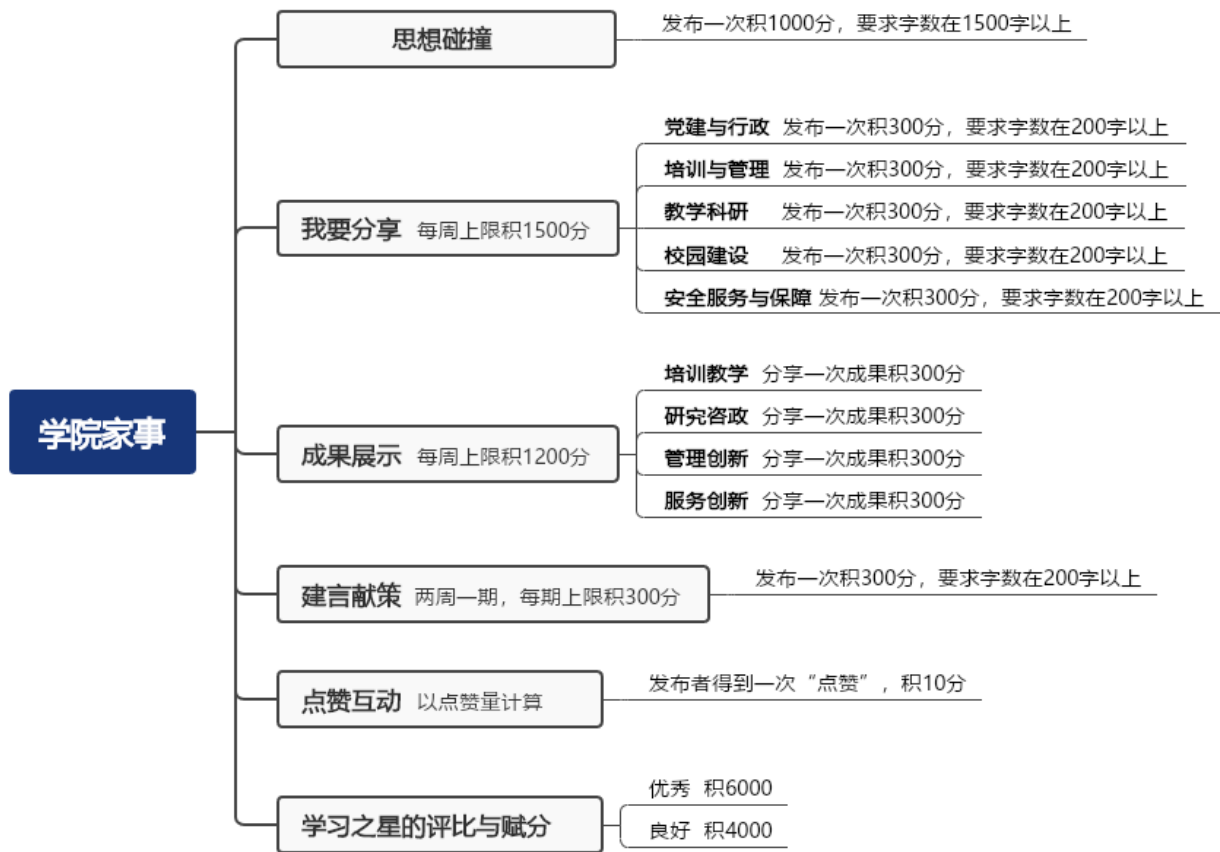 学院家事
思想碰撞
发布一次积1000分，要求字数在1500字以上
我要分享 每周上限积1500分
党建与行政 发布一次积300分，要求字数在200字以上
培训与管理 发布一次积300分，要求字数在200字以上
教学科研 发布一次积300分，要求字数在200字以上
校园建设 发布一次积300分，要求字数在200字以上
安全服务与保障 发布一次积300分，要求字数在200字以上
成果展示 每周上限积1200分
培训教学 分享一次成果积300分
研究咨政 分享一次成果积300分
管理创新 分享一次成果积300分
服务创新 分享一次成果积300分
建言献策 两周一期，每期上限积300分
发布一次积300分，要求字数在200字以上
点赞互动 以点赞量计算
发布者得到一次“点赞”，积10分
学习之星的评比与赋分
优秀 积6000
良好 积4000